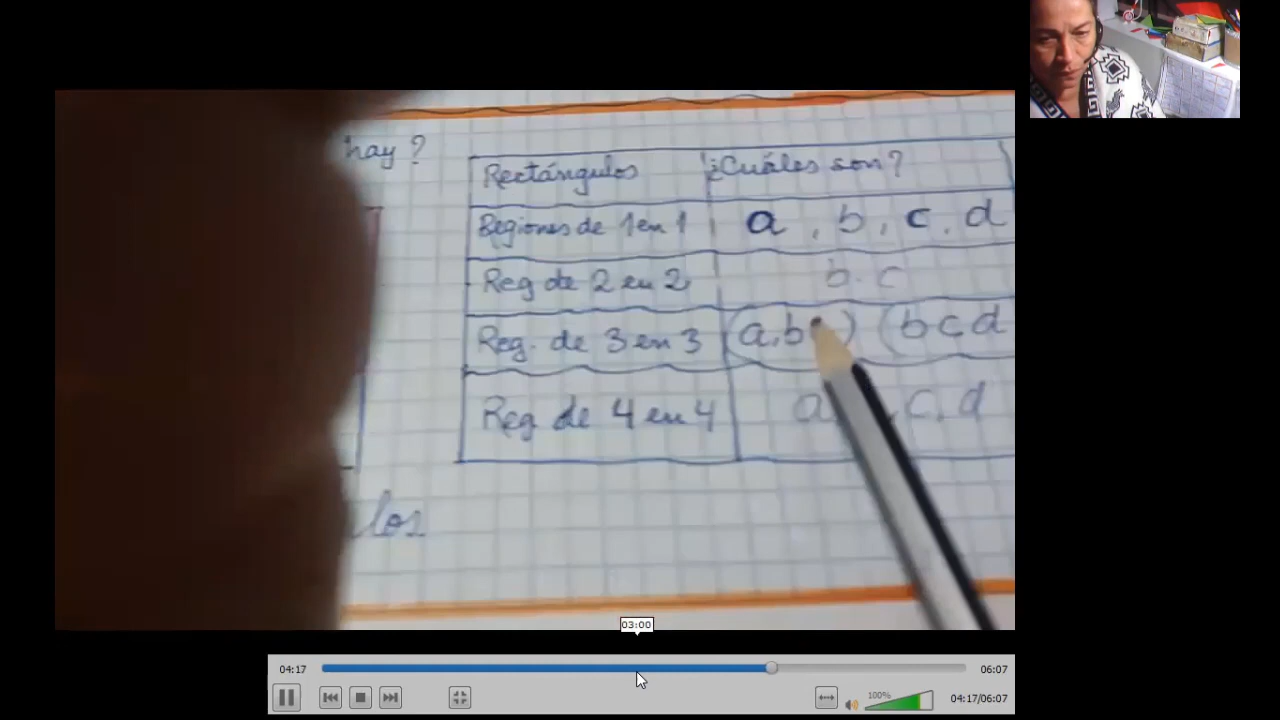 hay ?
Rectángulos ¿Cuáles son?
Regiones de 1 en 1 a, b, c, d
Reg de 2 en 2 b. c
Reg. de 3 en 3 (a,b ) (b c d
Reg de 4 en 4 a , c, d
los
03:00
04:17 06:07
100%
04:17/06:07